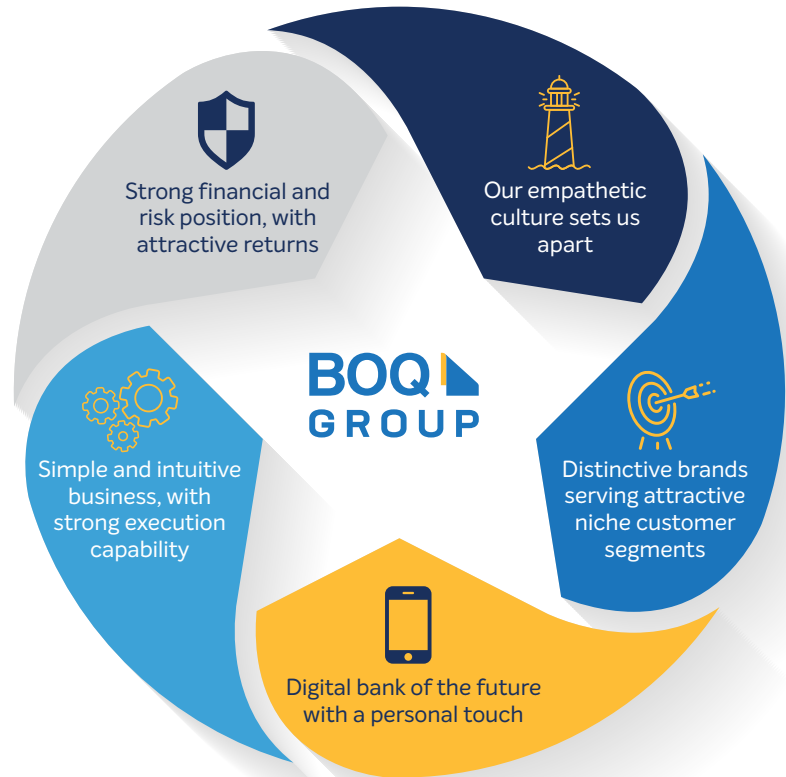 Strong financial and
risk position, with
attractive returns
Our empathetic
culture sets us
apart
BOQ
GROUP
Simple and intuitive
business, with
strong execution
capability
Distinctive brands
serving attractive
niche customer
segments
Digital bank of the future
with a personal touch